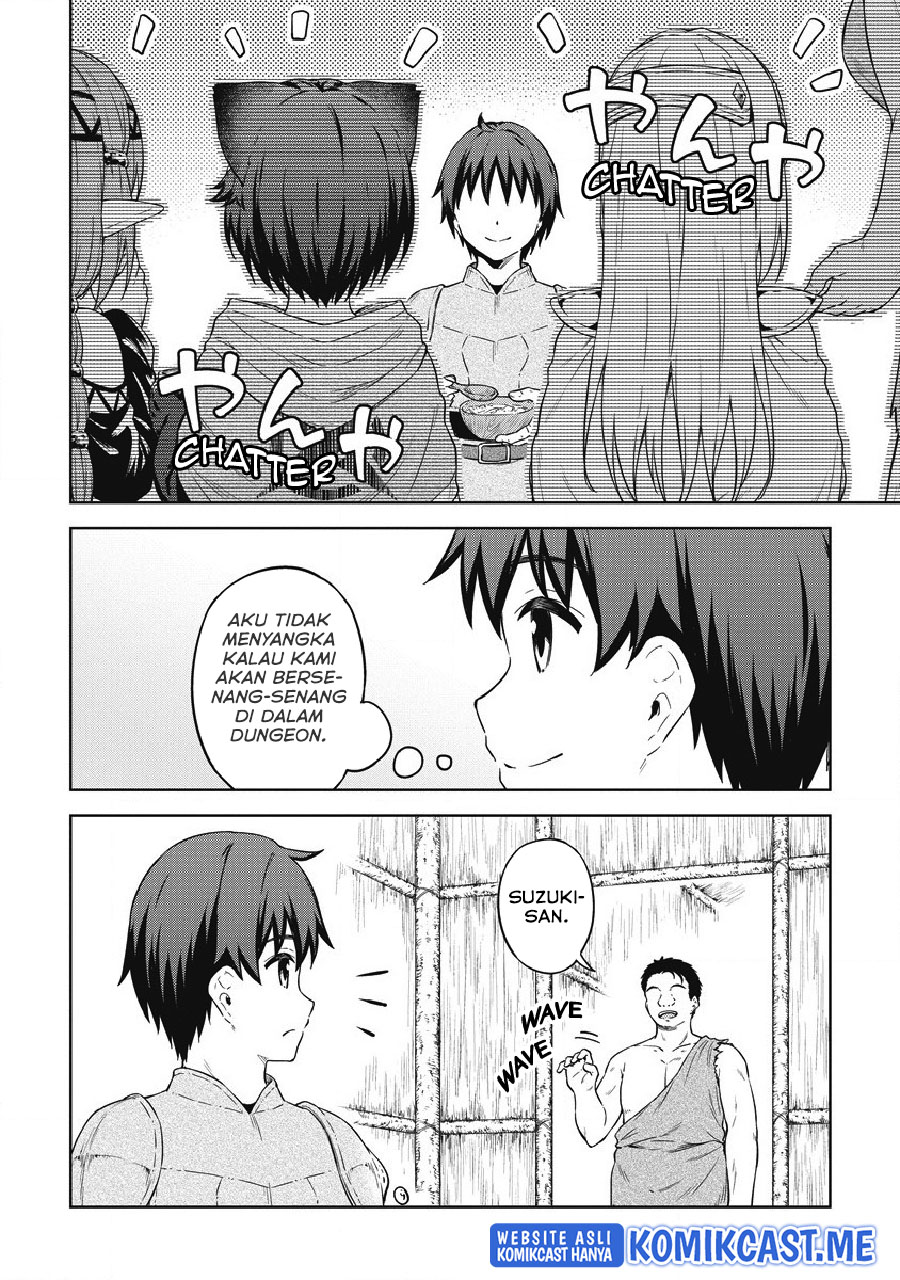 やんや
CHATTER
やんや
CHATTER
AKU TIDAK
MENYANGKA
KALAU KAMI
AKAN BERSE-
NANG-SENANG
DI DALAM
DUNGEON.
SUZUKI-
SAN.
WAVE
WAVE
WEBSITE ASLI
KOMIKCAST HANYA
KOMIKCAST.ME